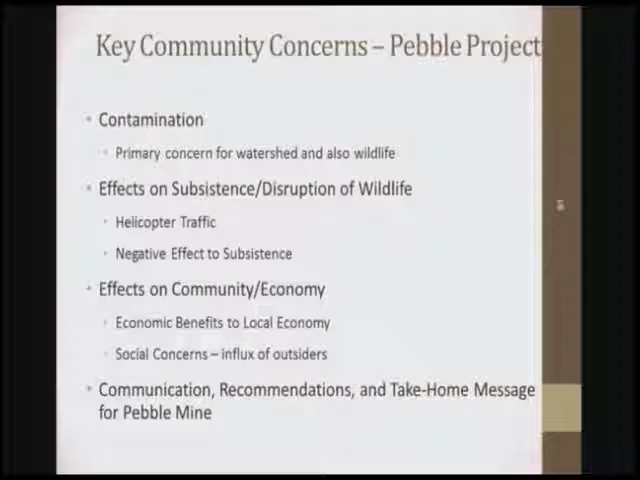 Key Community Concerns – Pebble Project
• Contamination
• Primary concern for watershed and also wildlife
• Effects on Subsistence/Disruption of Wildlife
• Helicopter Traffic
• Negative Effect to Subsistence
• Effects on Community/Economy
• Economic Benefits to Local Economy
• Social Concerns – influx of outsiders
• Communication, Recommendations, and Take-Home Message
for Pebble Mine